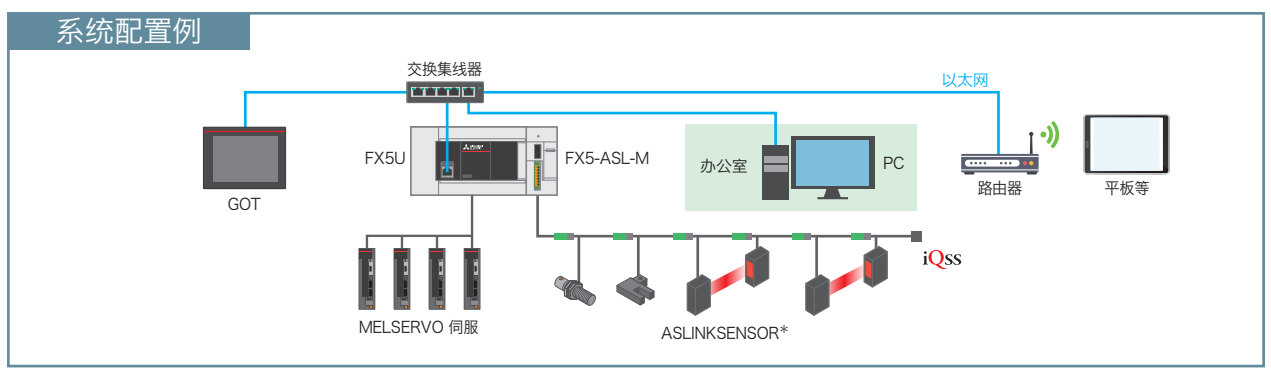 系统配置例
交换集线器
以太网
FX5U
FX5-ASL-M
办公室
PC
路由器
平板等
GOT
iQss
MELSERVO 伺服
ASLINKSENSOR*